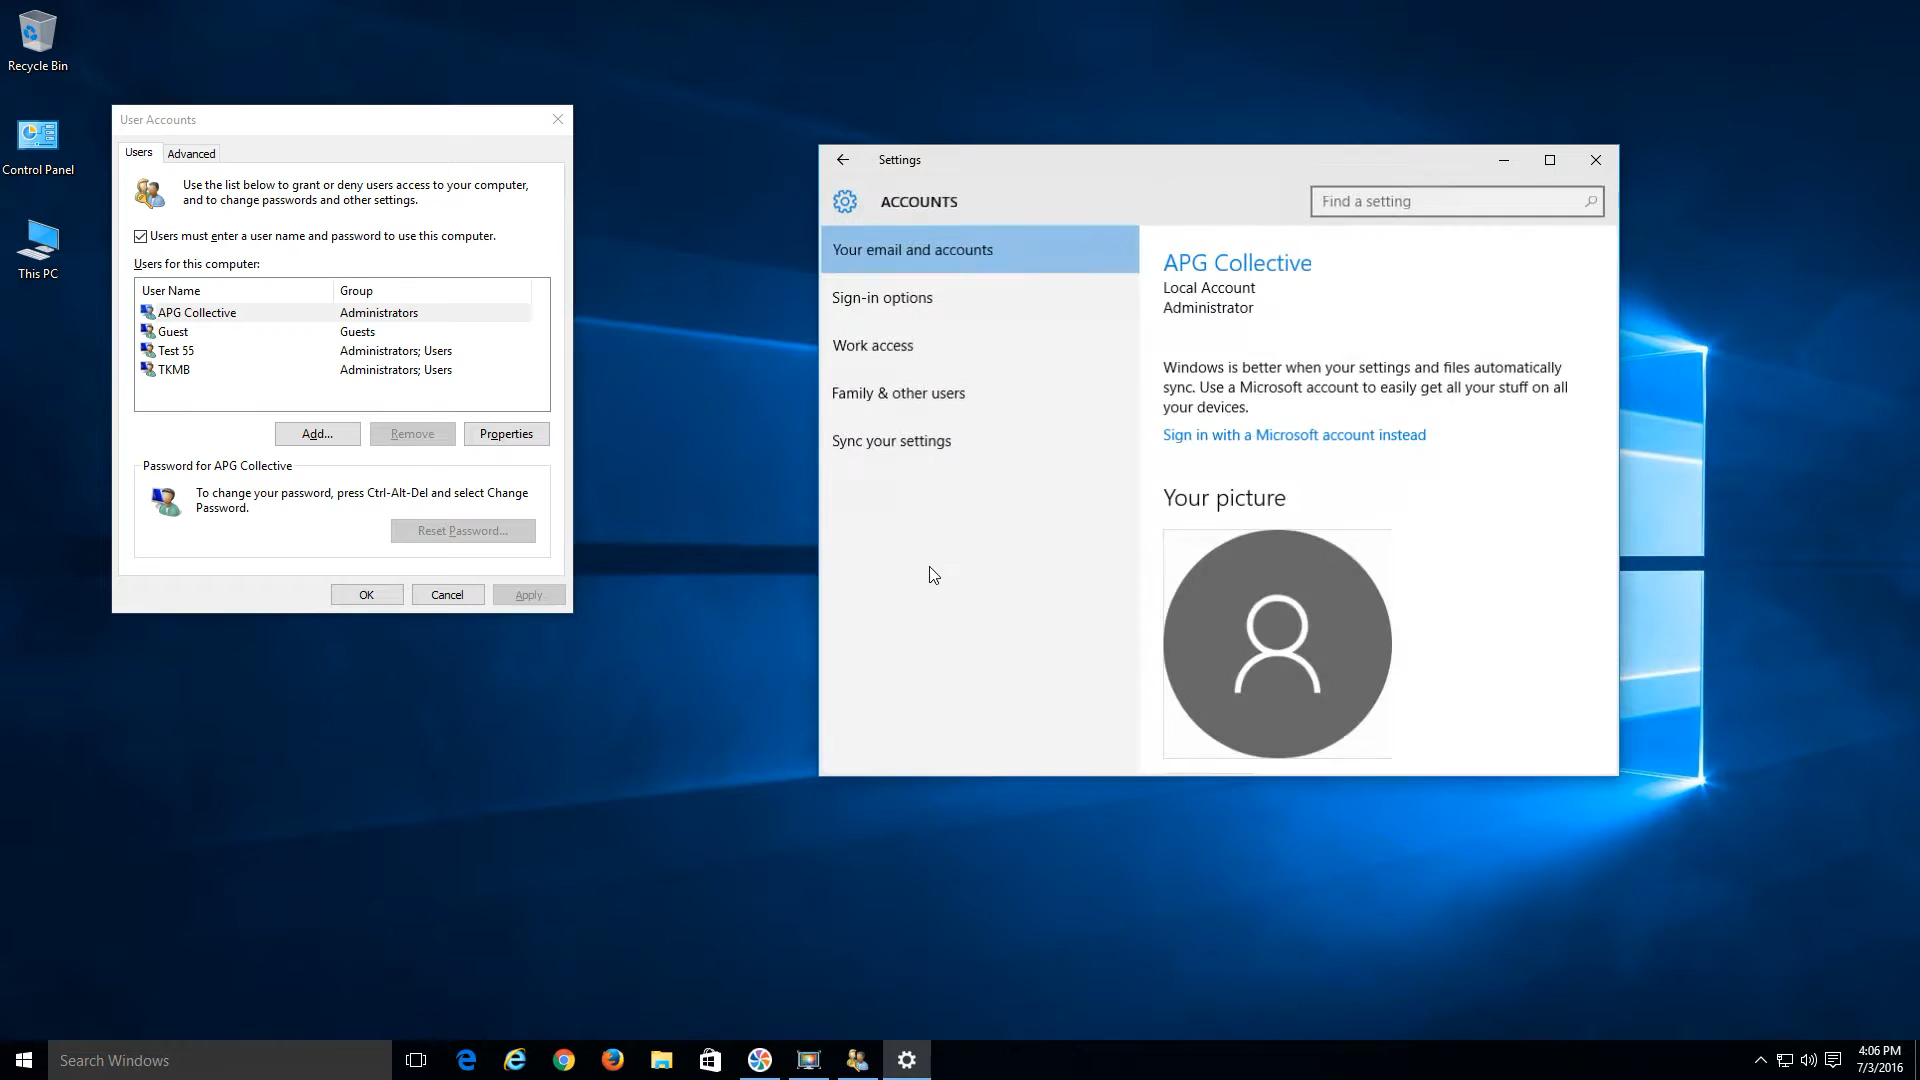 Recycle Bin
Control Panel
This PC
User Accounts
Users
Advanced
Use the list below to grant or deny users access to your computer,
and to change passwords and other settings.
Users must enter a user name and password to use this computer.
Users for this computer:
User Name Group
APG Collective Administrators
Guest Guests
Test 55 Administrators; Users
TKMB Administrators; Users
Add...
Remove
Properties
Password for APG Collective
To change your password, press Ctrl-Alt-Del and select Change
Password.
Reset Password...
OK
Cancel
Apply
Settings
ACCOUNTS
Find a setting
Your email and accounts
Sign-in options
Work access
Family & other users
Sync your settings
APG Collective
Local Account
Administrator
Windows is better when your settings and files automatically
sync. Use a Microsoft account to easily get all your stuff on all
your devices.
Sign in with a Microsoft account instead
Your picture
Search Windows
4:06 PM
7/3/2016